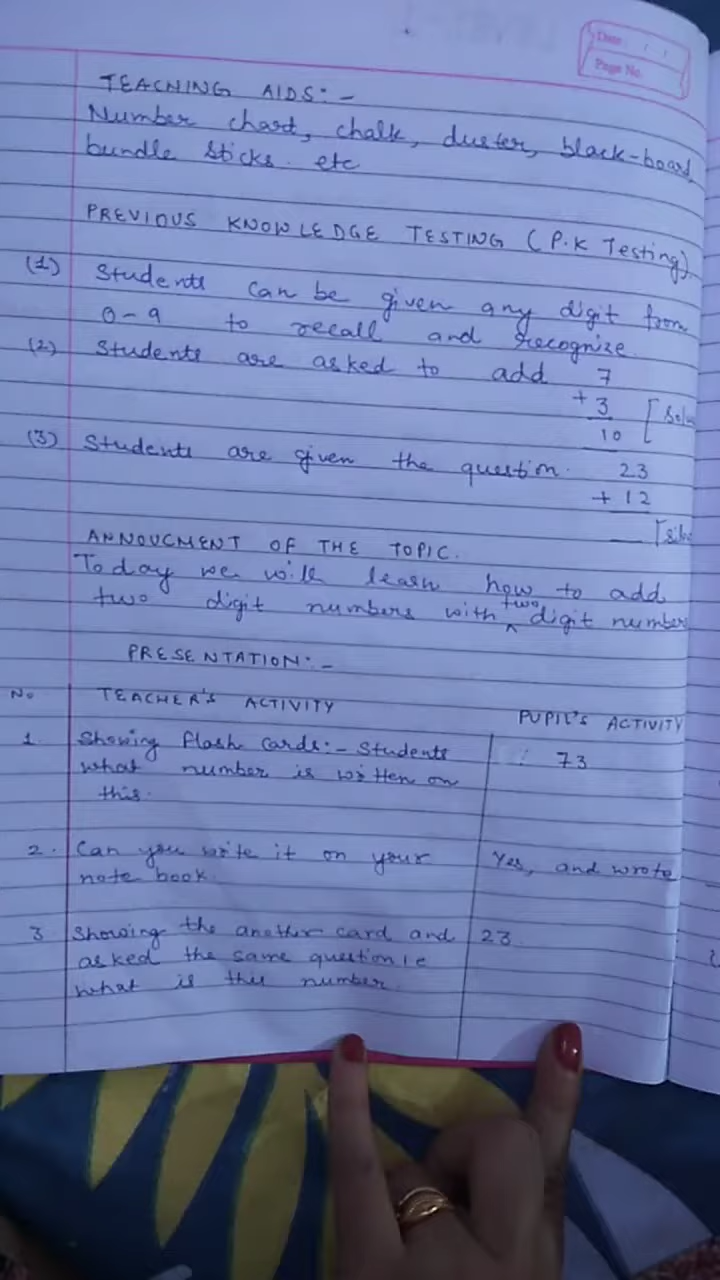 Date : / /
Page No.
TEACNING AIDS:-
Number chart, chalk, duster, black-board,
bundle sticks. etc
PREVIOUS KNOWLEDGE TESTING (P.K Testing)
(1) Students can be given any digit from
0-9 to recall and recognize.
(2) Students are asked to add 7
+ 3
10
(3) Students are given the question. 23
+ 12
ANNOUCMENT OF THE TOPIC.
Today we will learn how to add
two digit numbers with two digit number
PRESENTATION:-
No TEACHER'S ACTIVITY PUPIL'S ACTIVITY
1. Showing flash cards:- Students : 73
what number is written on
this.
2. Can you write it on your Yes, and wrote
note book.
3 Showing the another card and 23.
asked the same question i.e
what is this number.